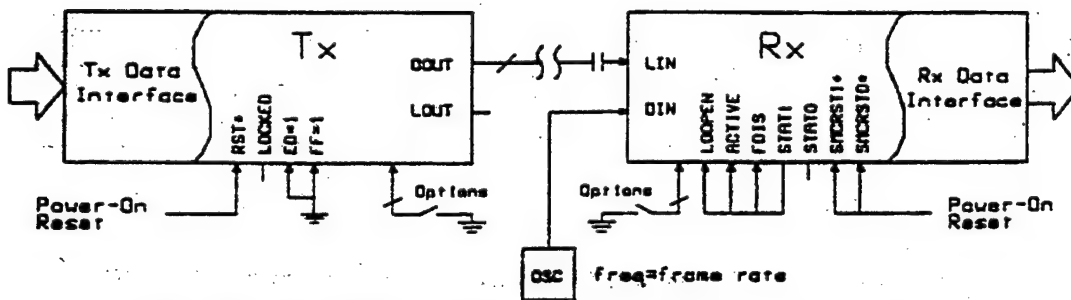 Tx
Rx
Tx Data
Interface
DOUT
LOUT
RST*
LOCKED
ED=1
FF=1
Options
Power-On
Reset
LIN
DIN
LOOPEN
ACTIVE
FDIS
STAT1
STAT0
SMCRST1*
SMCRST0*
Rx Data
Interface
Options
Power-On
Reset
OSC
freq=frame rate